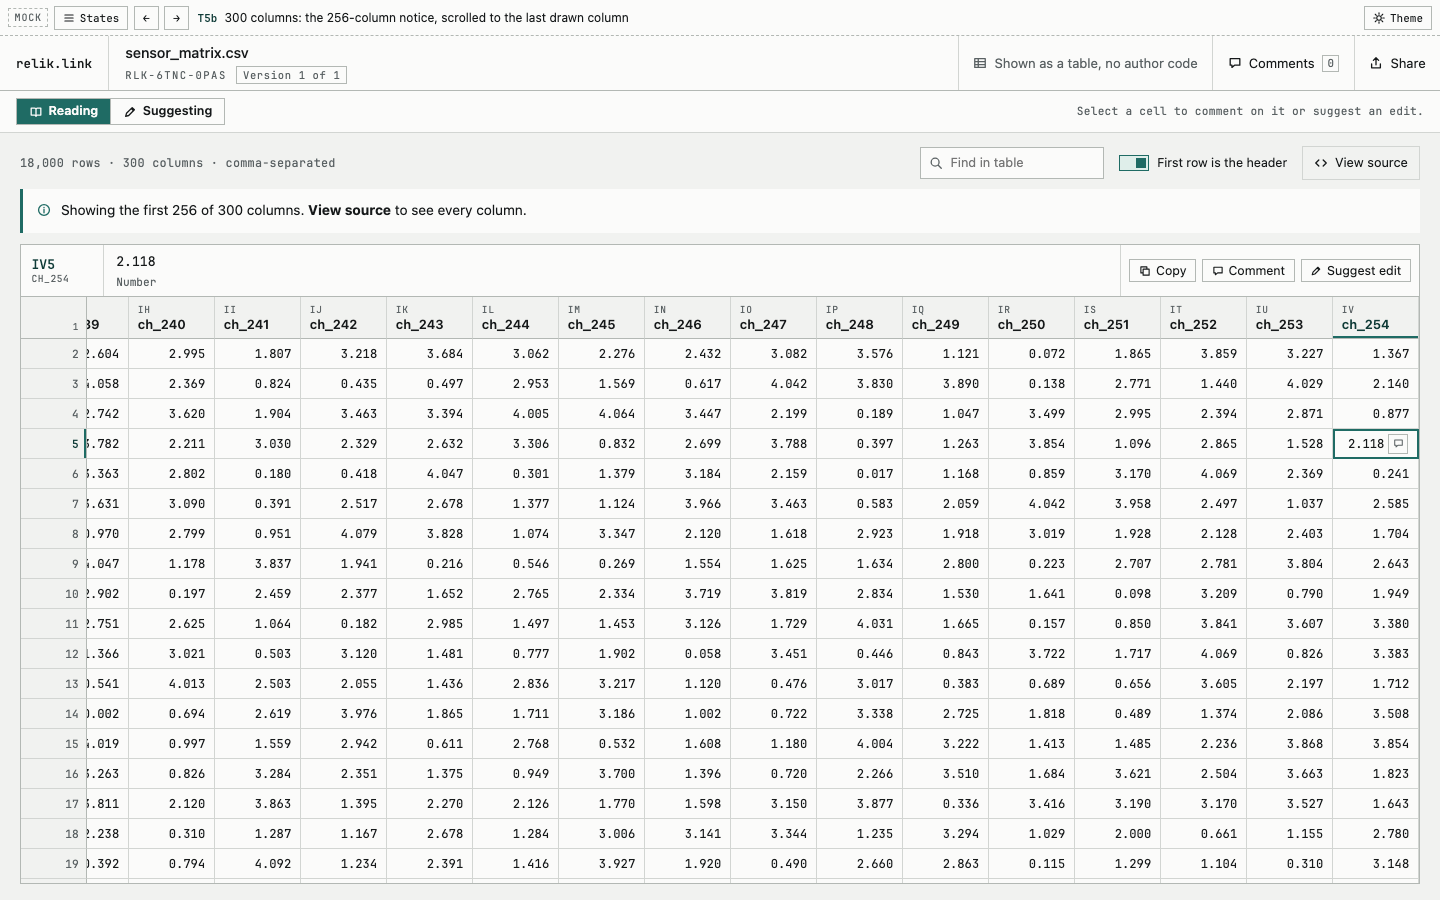 MOCK States ← → T5b 300 columns: the 256-column notice, scrolled to the last drawn column Theme
relik.link sensor_matrix.csv Shown as a table, no author code Comments 0 Share
RLK-6TNC-0PAS Version 1 of 1
Reading Suggesting Select a cell to comment on it or suggest an edit.
18,000 rows · 300 columns · comma-separated Find in table First row is the header View source
Showing the first 256 of 300 columns. View source to see every column.
IV5 2.118 Copy Comment Suggest edit
CH_254 Number
IH II IJ IK IL IM IN IO IP IQ IR IS IT IU IV
1 39 ch_240 ch_241 ch_242 ch_243 ch_244 ch_245 ch_246 ch_247 ch_248 ch_249 ch_250 ch_251 ch_252 ch_253 ch_254
2 .604 2.995 1.807 3.218 3.684 3.062 2.276 2.432 3.082 3.576 1.121 0.072 1.865 3.859 3.227 1.367
3 .058 2.369 0.824 0.435 0.497 2.953 1.569 0.617 4.042 3.830 3.890 0.138 2.771 1.440 4.029 2.140
4 .742 3.620 1.904 3.463 3.394 4.005 4.064 3.447 2.199 0.189 1.047 3.499 2.995 2.394 2.871 0.877
5 .782 2.211 3.030 2.329 2.632 3.306 0.832 2.699 3.788 0.397 1.263 3.854 1.096 2.865 1.528 2.118
6 .363 2.802 0.180 0.418 4.047 0.301 1.379 3.184 2.159 0.017 1.168 0.859 3.170 4.069 2.369 0.241
7 .631 3.090 0.391 2.517 2.678 1.377 1.124 3.966 3.463 0.583 2.059 4.042 3.958 2.497 1.037 2.585
8 .970 2.799 0.951 4.079 3.828 1.074 3.347 2.120 1.618 2.923 1.918 3.019 1.928 2.128 2.403 1.704
9 .047 1.178 3.837 1.941 0.216 0.546 0.269 1.554 1.625 1.634 2.800 0.223 2.707 2.781 3.804 2.643
10 .902 0.197 2.459 2.377 1.652 2.765 2.334 3.719 3.819 2.834 1.530 1.641 0.098 3.209 0.790 1.949
11 .751 2.625 1.064 0.182 2.985 1.497 1.453 3.126 1.729 4.031 1.665 0.157 0.850 3.841 3.607 3.380
12 .366 3.021 0.503 3.120 1.481 0.777 1.902 0.058 3.451 0.446 0.843 3.722 1.717 4.069 0.826 3.383
13 .541 4.013 2.503 2.055 1.436 2.836 3.217 1.120 0.476 3.017 0.383 0.689 0.656 3.605 2.197 1.712
14 .002 0.694 2.619 3.976 1.865 1.711 3.186 1.002 0.722 3.338 2.725 1.818 0.489 1.374 2.086 3.508
15 .019 0.997 1.559 2.942 0.611 2.768 0.532 1.608 1.180 4.004 3.222 1.413 1.485 2.236 3.868 3.854
16 .263 0.826 3.284 2.351 1.375 0.949 3.700 1.396 0.720 2.266 3.510 1.684 3.621 2.504 3.663 1.823
17 .811 2.120 3.863 1.395 2.270 2.126 1.770 1.598 3.150 3.877 0.336 3.416 3.190 3.170 3.527 1.643
18 .238 0.310 1.287 1.167 2.678 1.284 3.006 3.141 3.344 1.235 3.294 1.029 2.000 0.661 1.155 2.780
19 .392 0.794 4.092 1.234 2.391 1.416 3.927 1.920 0.490 2.660 2.863 0.115 1.299 1.104 0.310 3.148